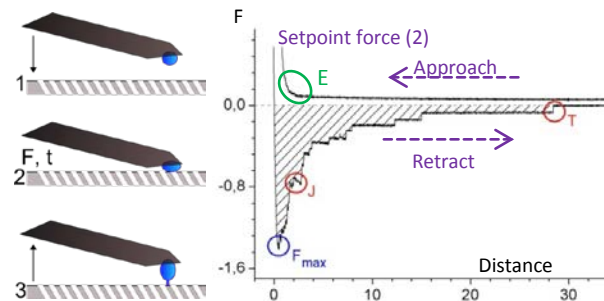 1
F, t
2
3
F
Setpoint force (2)
E
Approach
0,0
T
Retract
-0,8
J
F max
-1,6
Distance
0
10
20
30